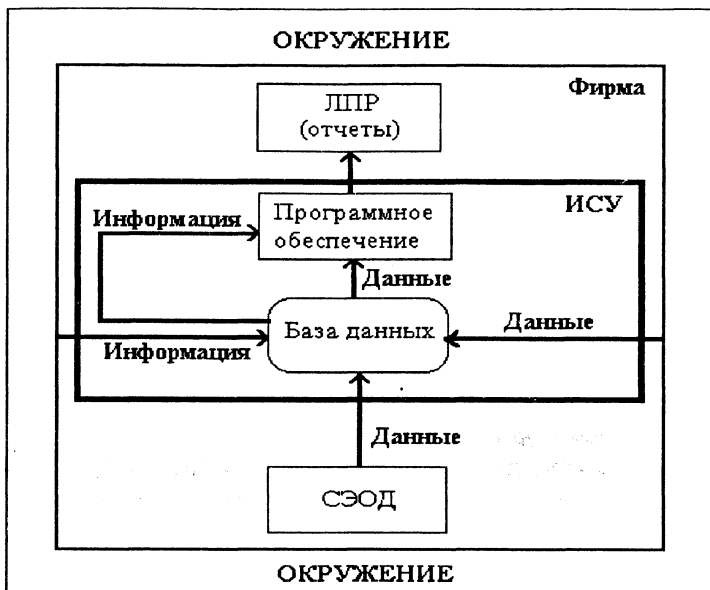 ОКРУЖЕНИЕ
Фирма
ЛПР
(отчеты)
ИСУ
Информация
Программное
обеспечение
Данные
База данных
Данные
Информация
Данные
СЭОД
ОКРУЖЕНИЕ